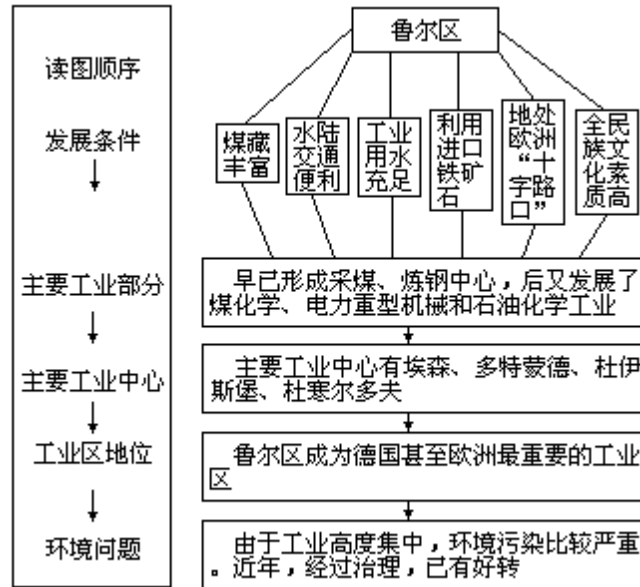 读图顺序
发展条件
主要工业部分
主要工业中心
工业区地位
环境问题
鲁尔区
煤藏
丰富
水陆
交通
便利
工业
用水
充足
利用
进口
铁矿
石
地处
欧洲
“十
字路
口”
全民
族文
化素
质高
早已形成采煤、炼钢中心，后又发展了
煤化学、电力重型机械和石油化学工业
主要工业中心有埃森、多特蒙德、杜伊
斯堡、杜塞尔多夫
鲁尔区成为德国甚至欧洲最重要的工业
区
由于工业高度集中，环境污染比较严重
。近年，经过治理，已有好转